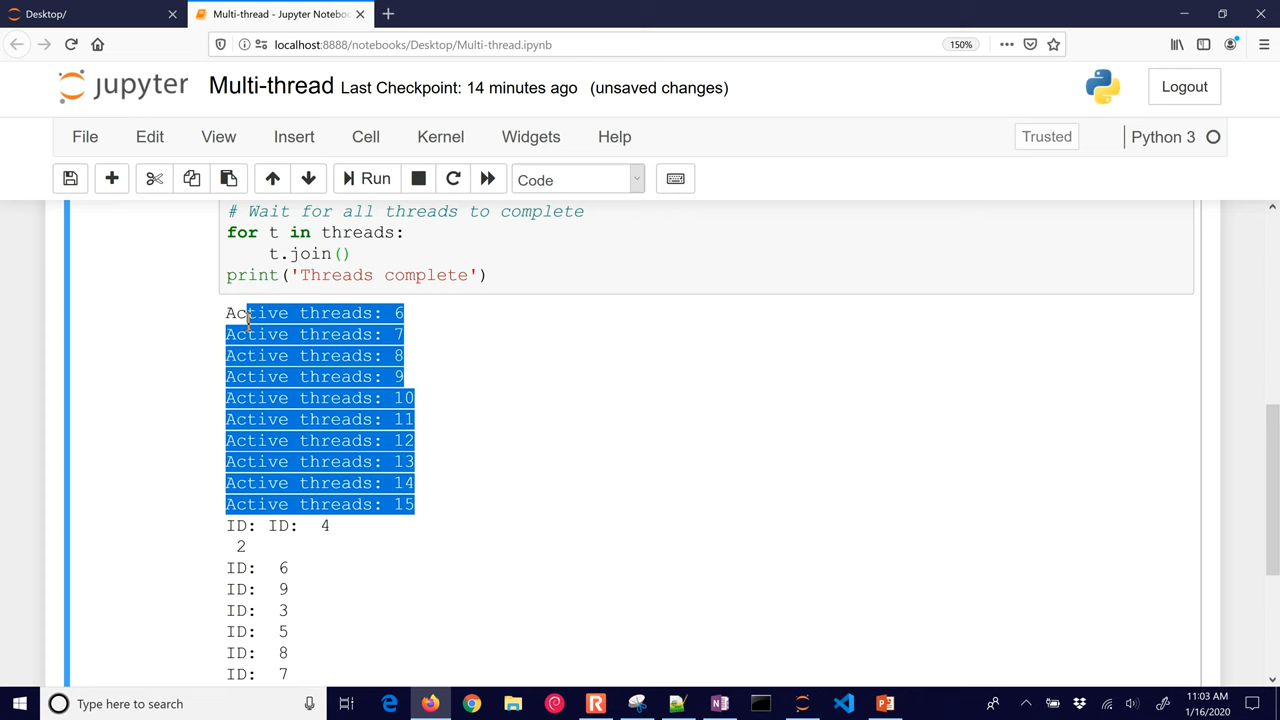 Desktop/
Multi-thread - Jupyter Notebo
localhost:8888/notebooks/Desktop/Multi-thread.ipynb
150%
jupyter
Multi-thread Last Checkpoint: 14 minutes ago (unsaved changes)
Logout
File Edit View Insert Cell Kernel Widgets Help
Trusted
Python 3
Run
Code
# Wait for all threads to complete
for t in threads:
    t.join()
print('Threads complete')
Active threads: 6
Active threads: 7
Active threads: 8
Active threads: 9
Active threads: 10
Active threads: 11
Active threads: 12
Active threads: 13
Active threads: 14
Active threads: 15
ID: ID:  4
 2
ID:  6
ID:  9
ID:  3
ID:  5
ID:  8
ID:  7
Type here to search
11:03 AM
1/16/2020